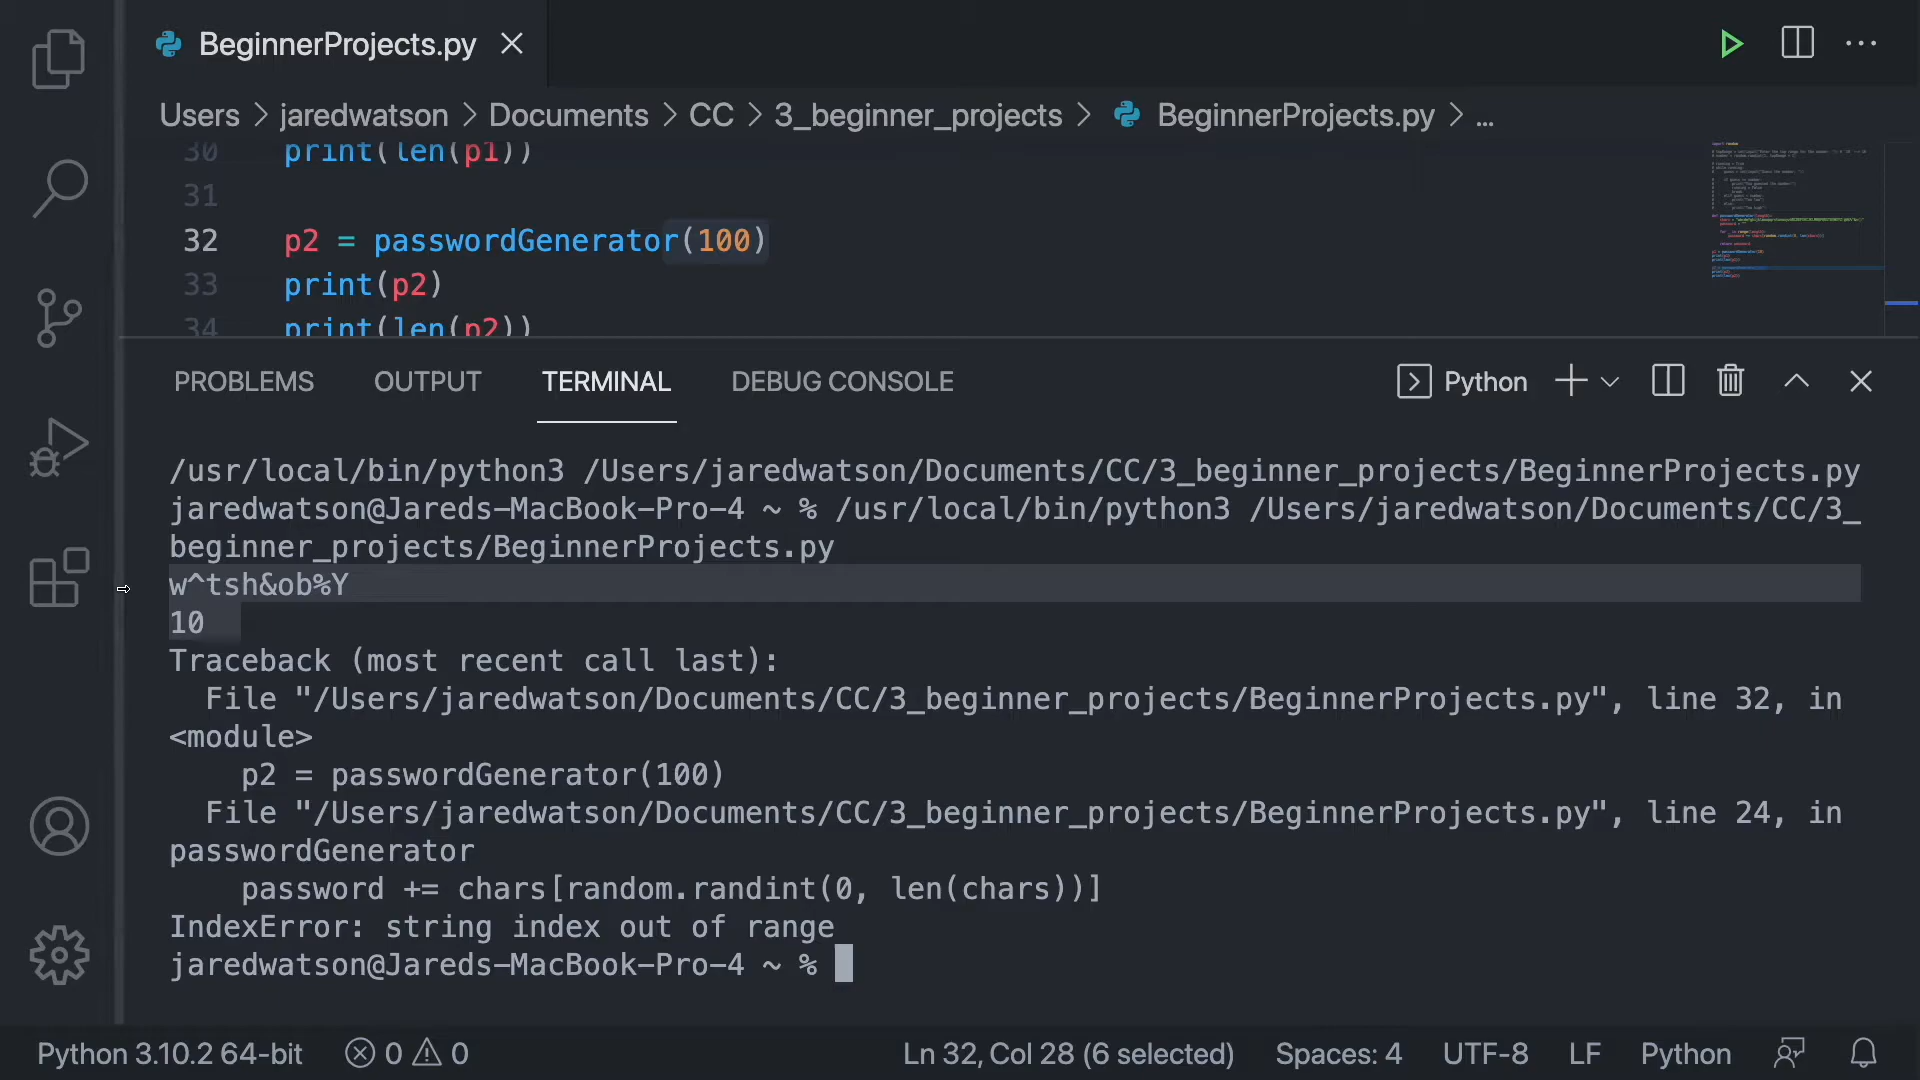 BeginnerProjects.py
Users > jaredwatson > Documents > CC > 3_beginner_projects > BeginnerProjects.py > ...
30 print(len(p1))
31
32 p2 = passwordGenerator(100)
33 print(p2)
34 print(len(p2))
PROBLEMS OUTPUT TERMINAL DEBUG CONSOLE Python
/usr/local/bin/python3 /Users/jaredwatson/Documents/CC/3_beginner_projects/BeginnerProjects.py
jaredwatson@Jareds-MacBook-Pro-4 ~ % /usr/local/bin/python3 /Users/jaredwatson/Documents/CC/3_
beginner_projects/BeginnerProjects.py
w^tsh&ob%Y
10
Traceback (most recent call last):
  File "/Users/jaredwatson/Documents/CC/3_beginner_projects/BeginnerProjects.py", line 32, in
<module>
    p2 = passwordGenerator(100)
  File "/Users/jaredwatson/Documents/CC/3_beginner_projects/BeginnerProjects.py", line 24, in
passwordGenerator
    password += chars[random.randint(0, len(chars))]
IndexError: string index out of range
jaredwatson@Jareds-MacBook-Pro-4 ~ %
Python 3.10.2 64-bit 0 0 Ln 32, Col 28 (6 selected) Spaces: 4 UTF-8 LF Python